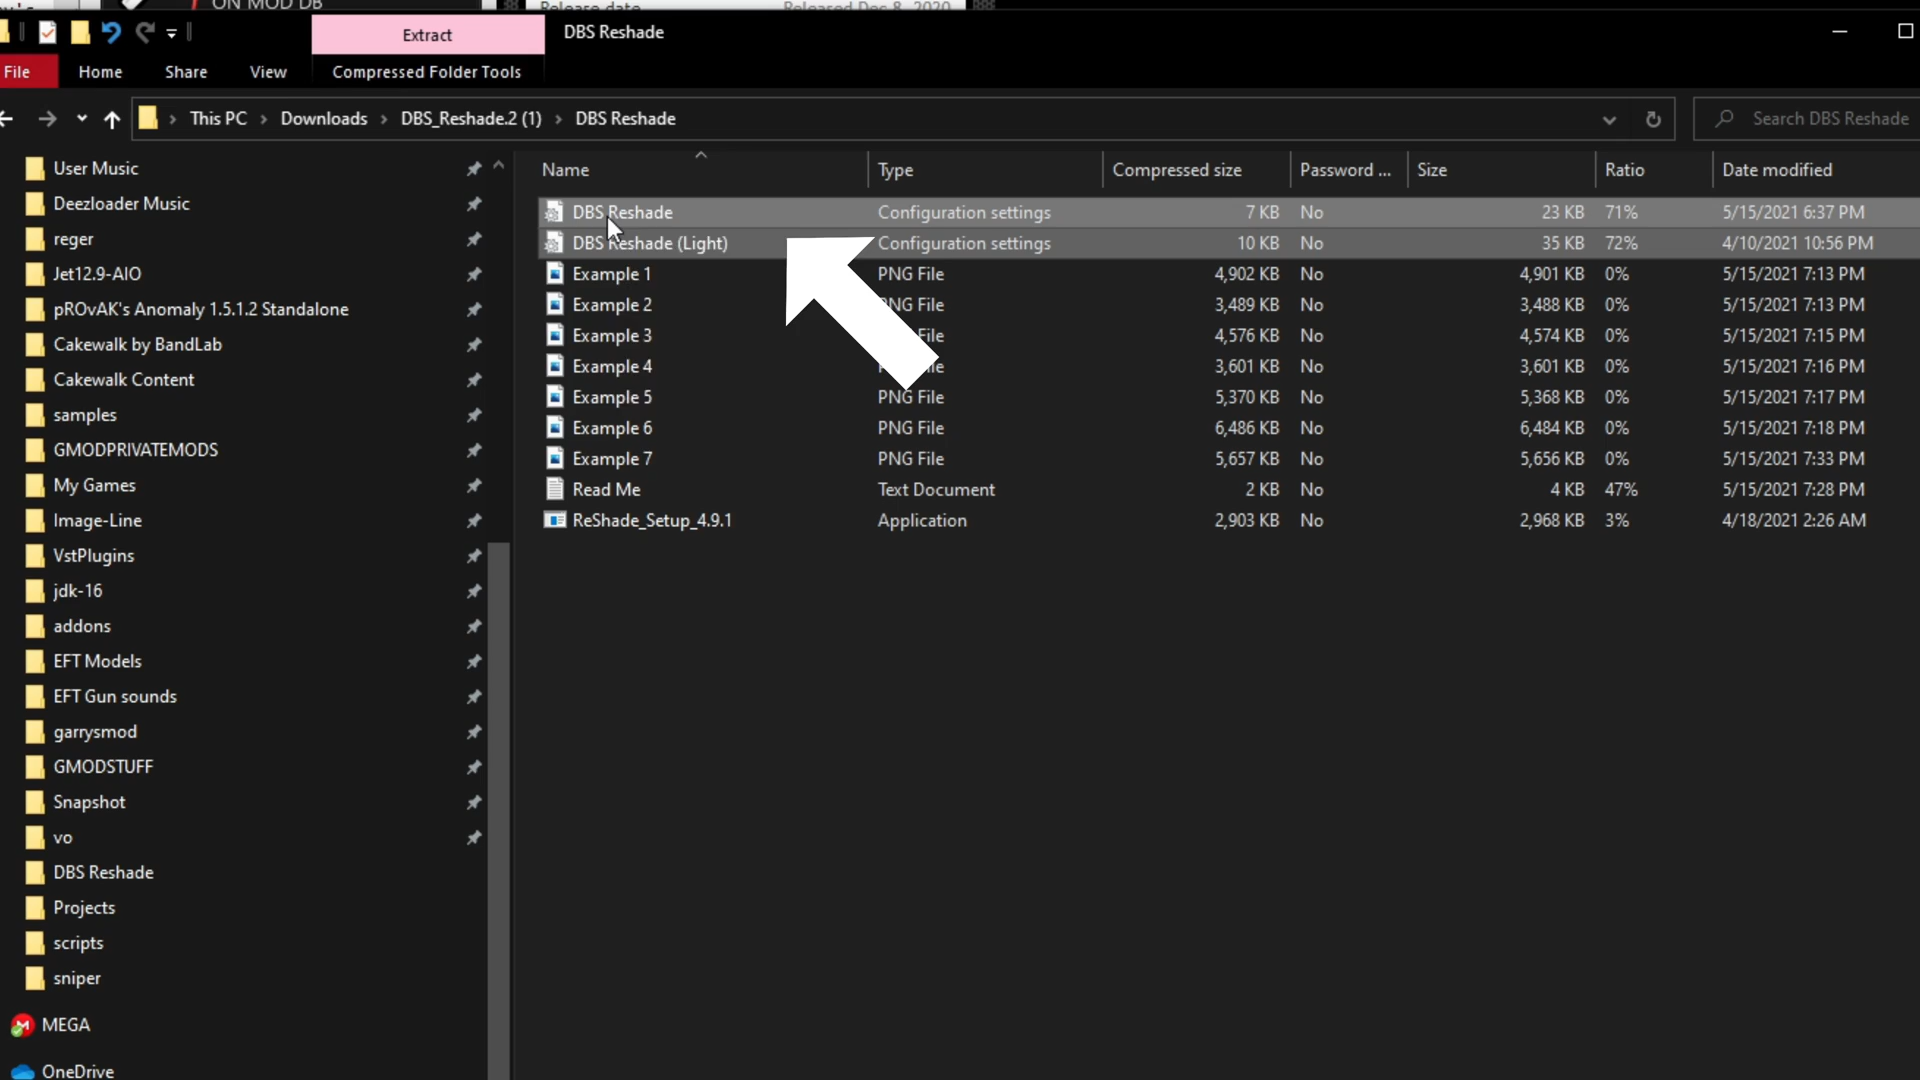 ON MOD DB
Release date Released Dec 8, 2020
Extract DBS Reshade
File Home Share View Compressed Folder Tools
This PC Downloads DBS_Reshade.2 (1) DBS Reshade Search DBS Reshade
Name Type Compressed size Password ... Size Ratio Date modified
DBS Reshade Configuration settings 7 KB No 23 KB 71% 5/15/2021 6:37 PM
DBS Reshade (Light) Configuration settings 10 KB No 35 KB 72% 4/10/2021 10:56 PM
Example 1 PNG File 4,902 KB No 4,901 KB 0% 5/15/2021 7:13 PM
Example 2 PNG File 3,489 KB No 3,488 KB 0% 5/15/2021 7:13 PM
Example 3 File 4,576 KB No 4,574 KB 0% 5/15/2021 7:15 PM
Example 4 3,601 KB No 3,601 KB 0% 5/15/2021 7:16 PM
Example 5 PNG File 5,370 KB No 5,368 KB 0% 5/15/2021 7:17 PM
Example 6 PNG File 6,486 KB No 6,484 KB 0% 5/15/2021 7:18 PM
Example 7 PNG File 5,657 KB No 5,656 KB 0% 5/15/2021 7:33 PM
Read Me Text Document 2 KB No 4 KB 47% 5/15/2021 7:28 PM
ReShade_Setup_4.9.1 Application 2,903 KB No 2,968 KB 3% 4/18/2021 2:26 AM
User Music
Deezloader Music
reger
Jet12.9-AIO
pROvAK's Anomaly 1.5.1.2 Standalone
Cakewalk by BandLab
Cakewalk Content
samples
GMODPRIVATEMODS
My Games
Image-Line
VstPlugins
jdk-16
addons
EFT Models
EFT Gun sounds
garrysmod
GMODSTUFF
Snapshot
vo
DBS Reshade
Projects
scripts
sniper
MEGA
OneDrive